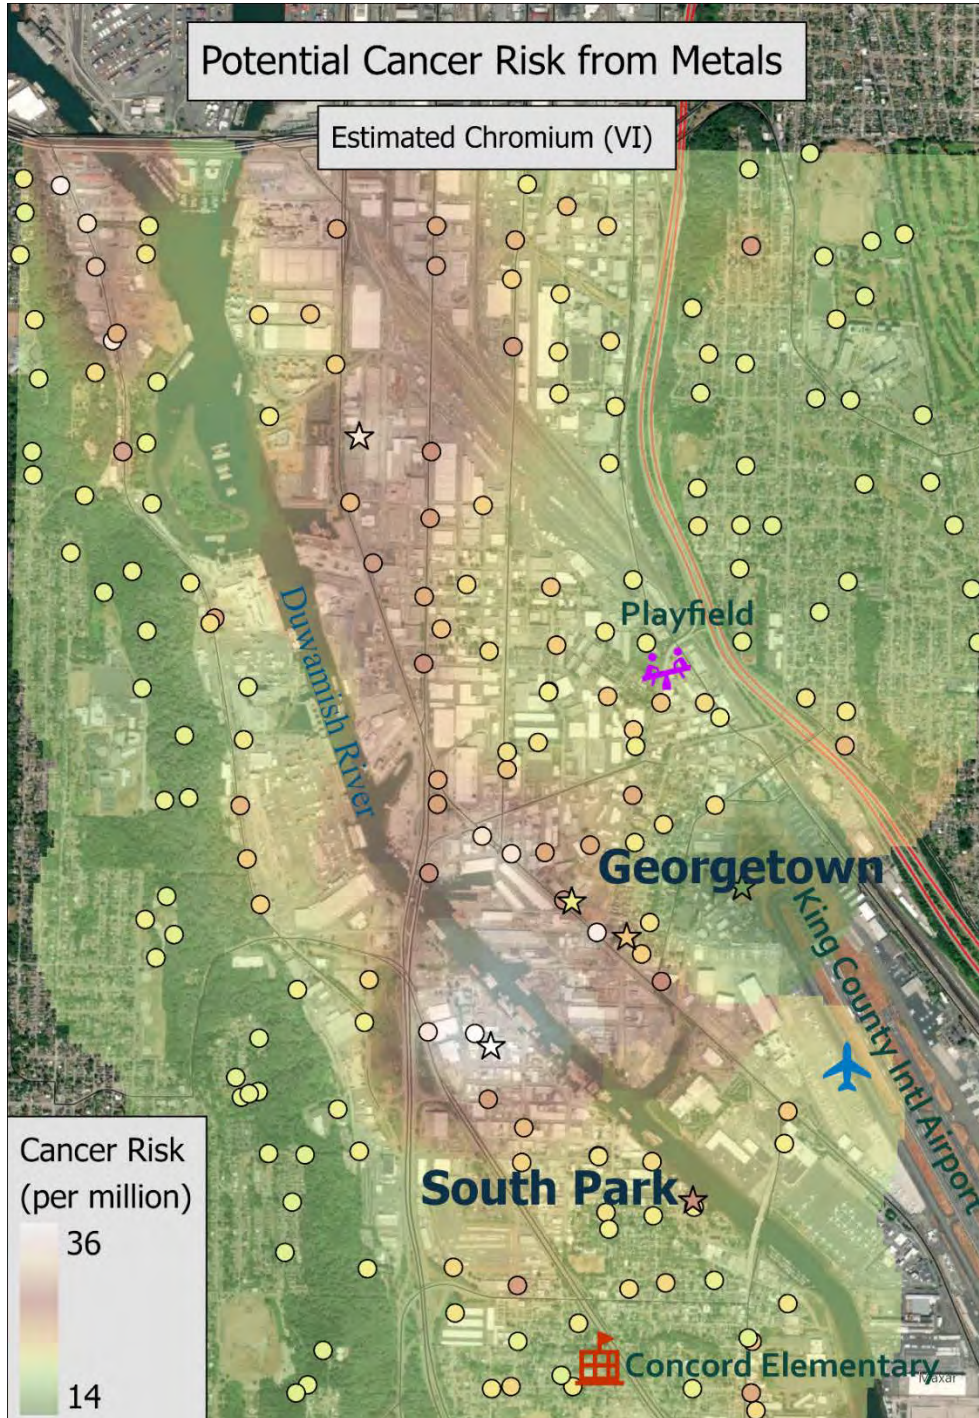 Potential Cancer Risk from Metals
Estimated Chromium (VI)
Duwamish River
Playfield
Georgetown
King County Intl Airport
South Park
Cancer Risk
(per million)
36
14
Concord Elementary
Maxar